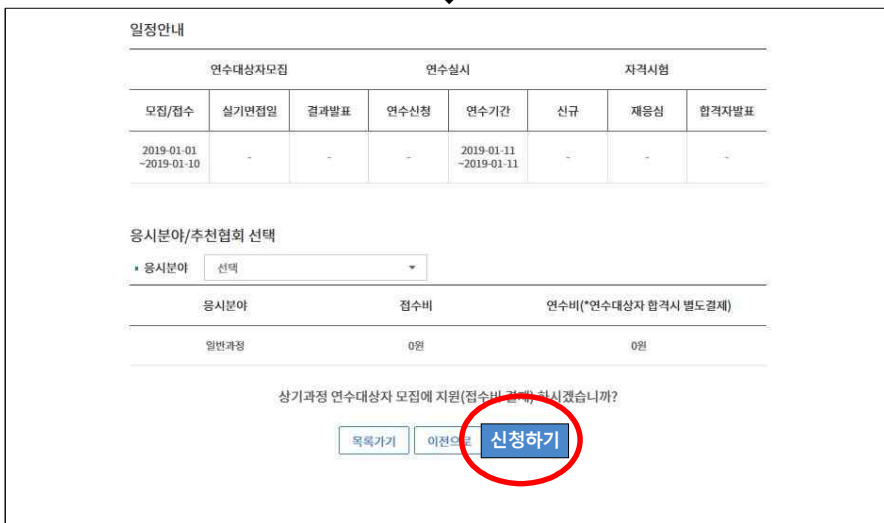 일정안내
연수대상자모집 연수실시 자격시험
모집/접수 실기면접일 결과발표 연수신청 연수기간 신규 재응심 합격자발표
2019-01-01 ~2019-01-10 - - - 2019-01-11 ~2019-01-11 - - -
응시분야/추천협회 선택
응시분야 선택
응시분야 접수비 연수비(*연수대상자 합격시 별도결제)
일반과정 0원 0원
상기과정 연수대상자 모집에 지원(접수비 결제) 하시겠습니까?
목록가기 이전으로 신청하기